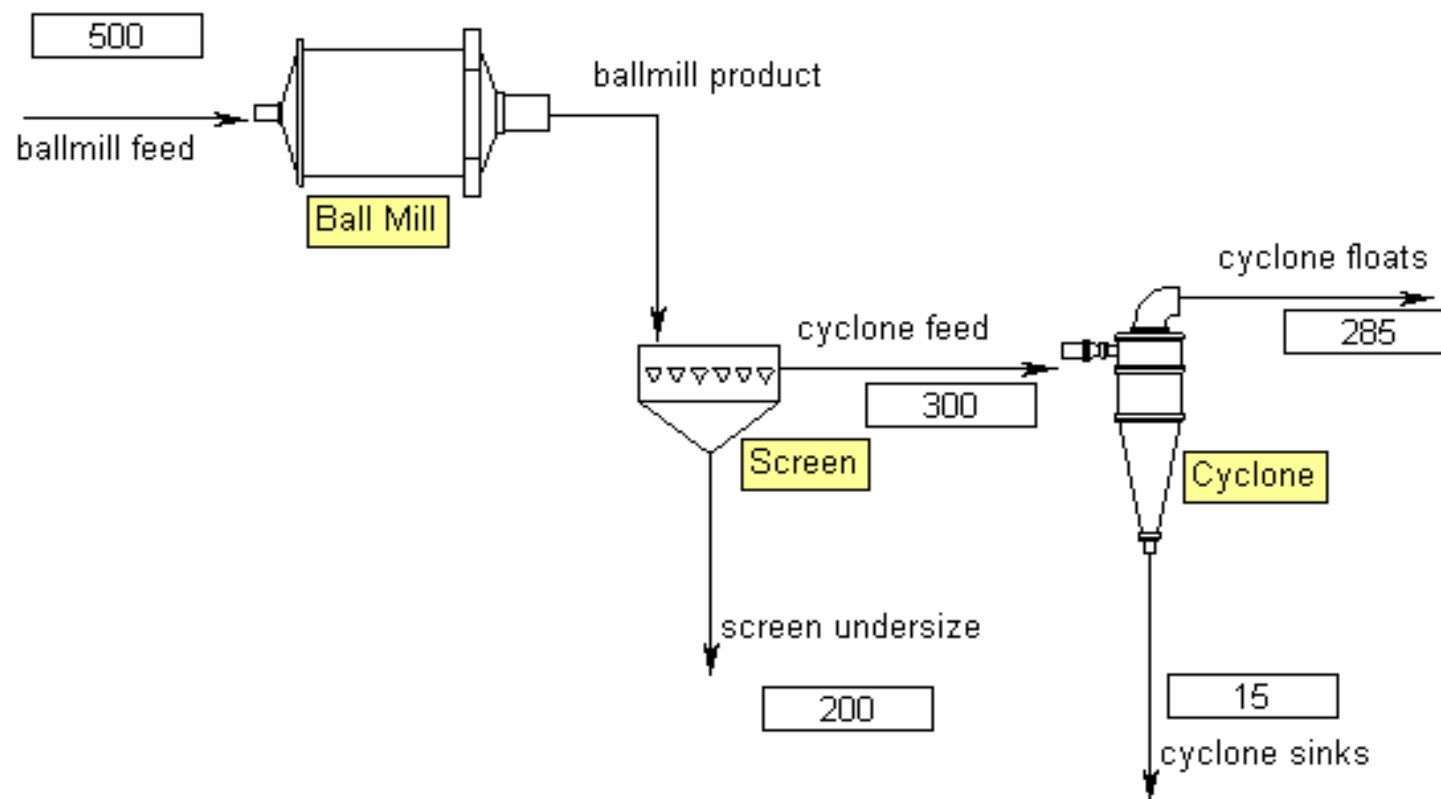 500
ballmill product
ballmill feed
Ball Mill
cyclone floats
285
cyclone feed
300
Screen
Cyclone
screen undersize
200
15
cyclone sinks